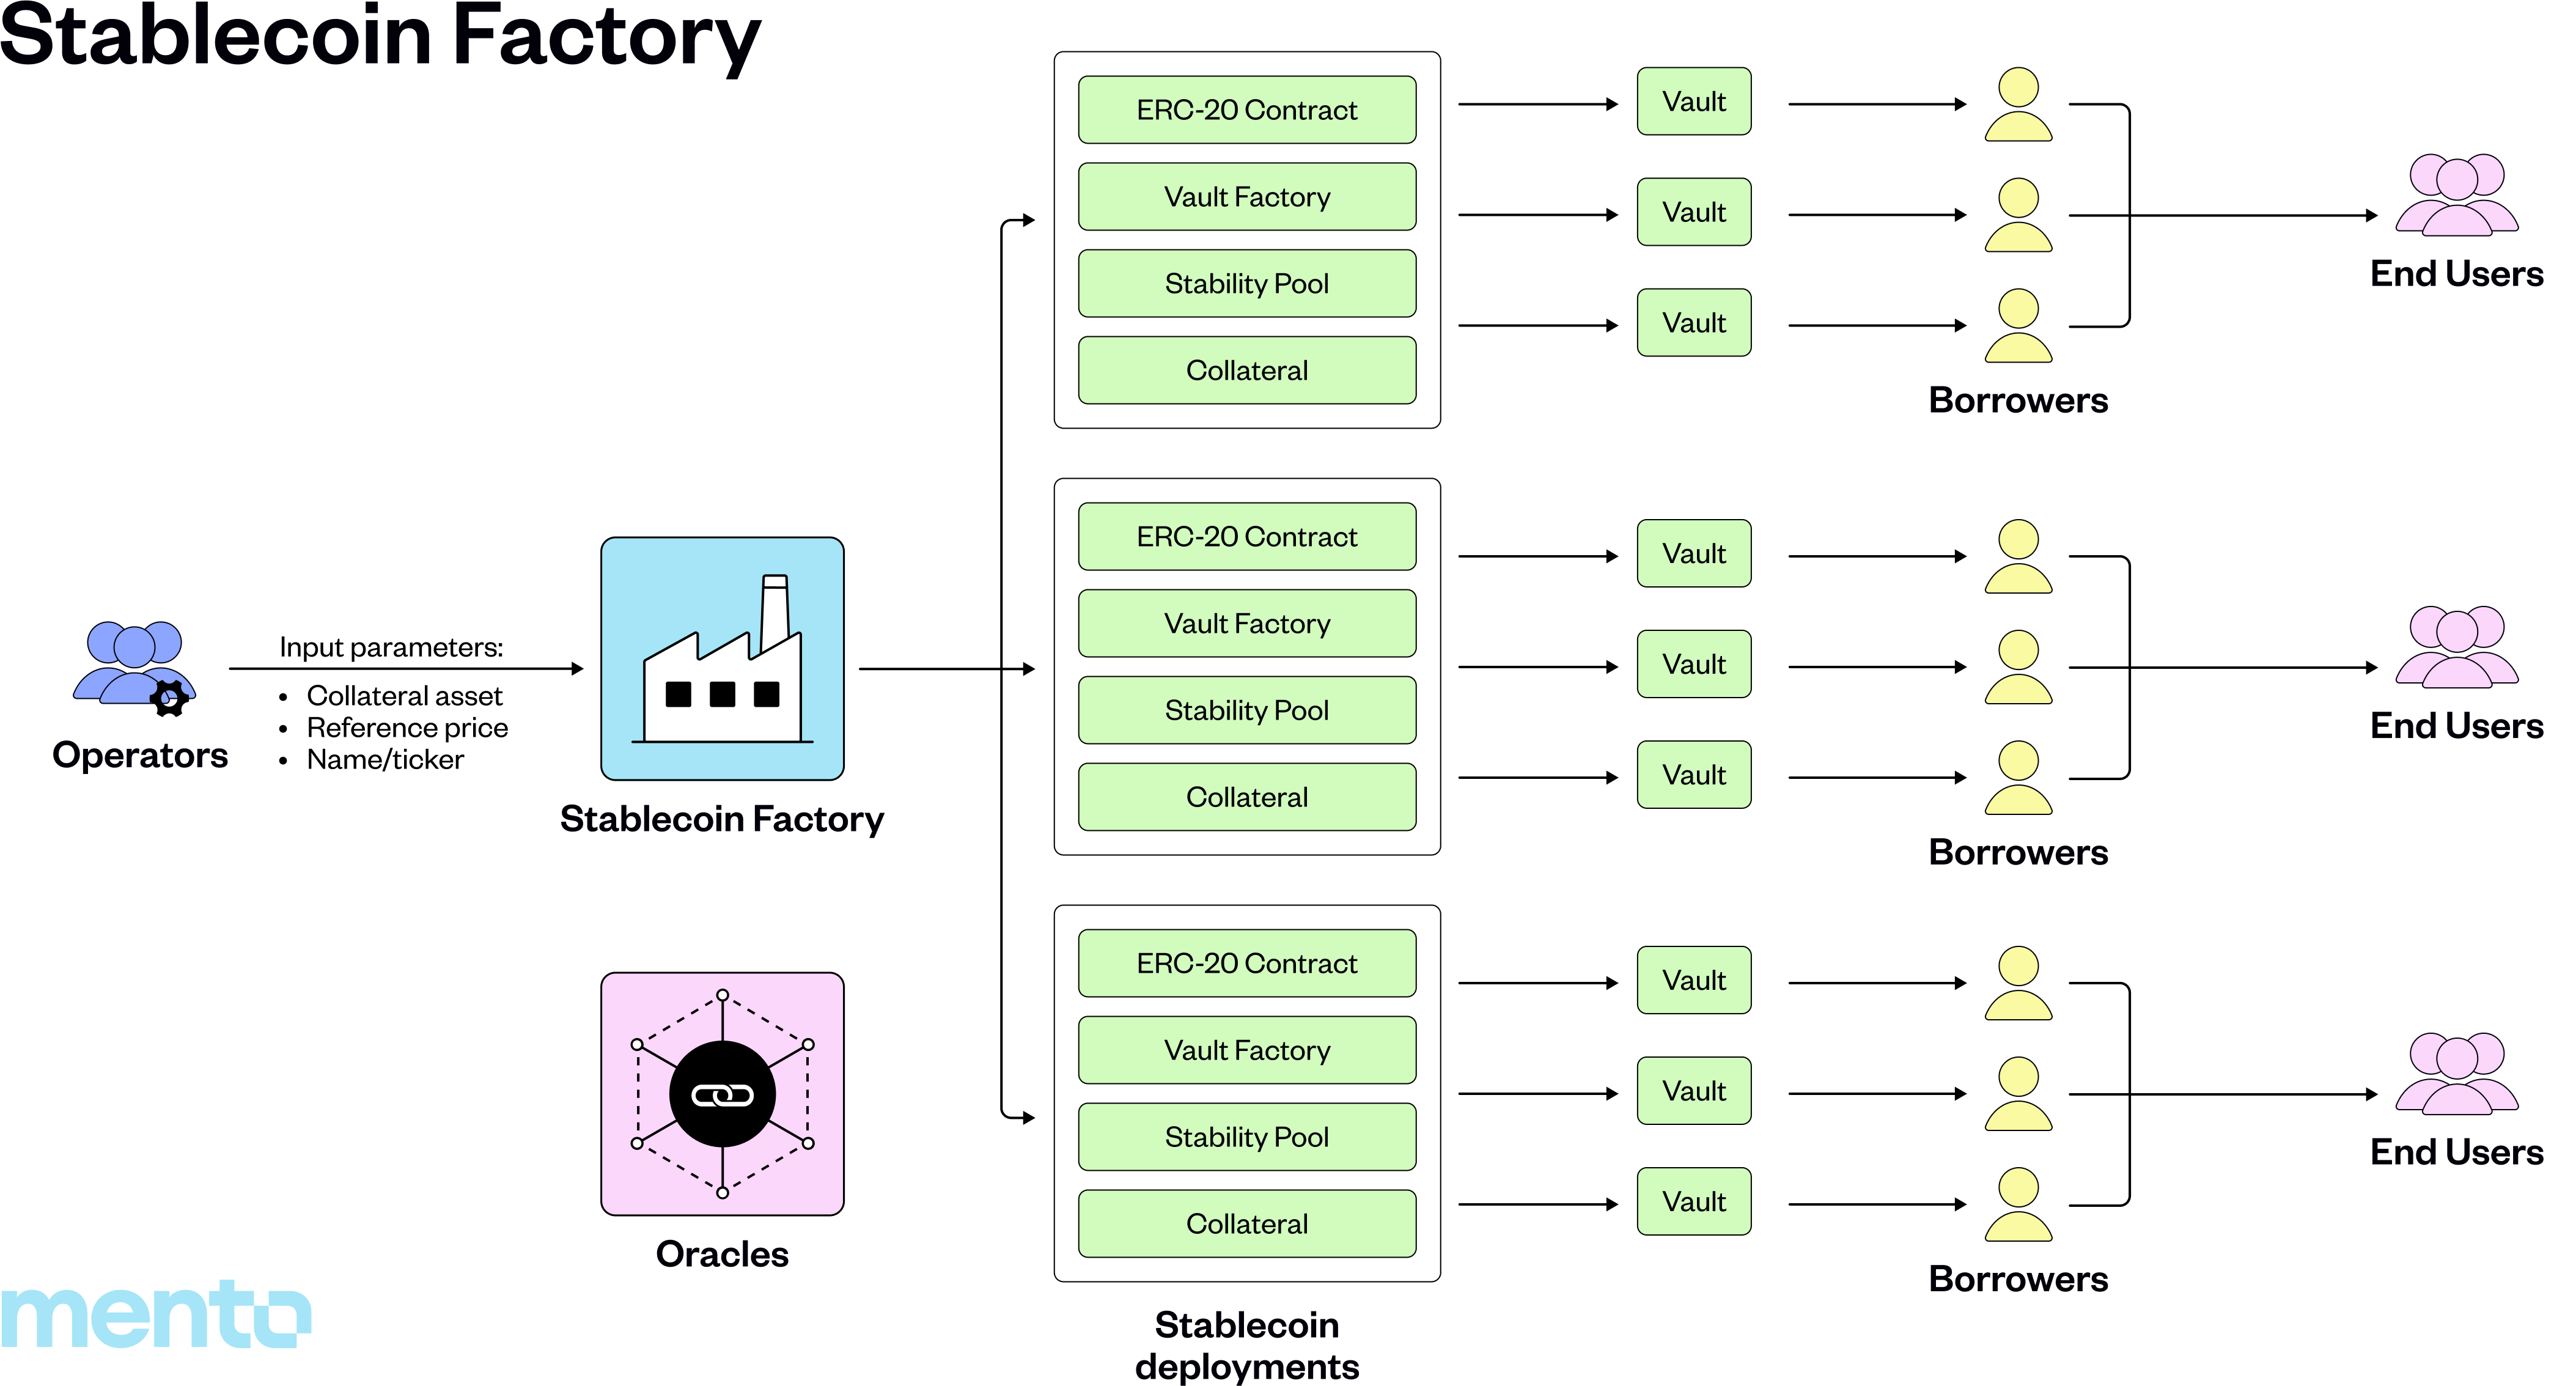 Stablecoin Factory
Operators
Input parameters:
• Collateral asset
• Reference price
• Name/ticker
Stablecoin Factory
Oracles
ERC-20 Contract
Vault Factory
Stability Pool
Collateral
Vault
Vault
Vault
Borrowers
End Users
ERC-20 Contract
Vault Factory
Stability Pool
Collateral
Vault
Vault
Vault
Borrowers
End Users
ERC-20 Contract
Vault Factory
Stability Pool
Collateral
Vault
Vault
Vault
Borrowers
End Users
Stablecoin
deployments
mento